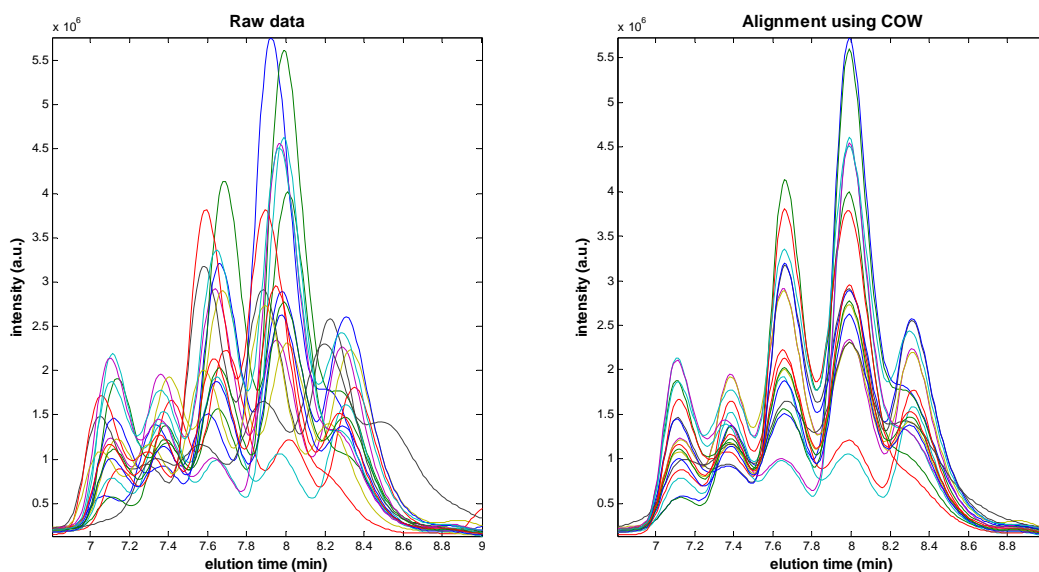 Raw data
x 10^6
5.5
5
4.5
4
3.5
3
2.5
2
1.5
1
0.5
intensity (a.u.)
7 7.2 7.4 7.6 7.8 8 8.2 8.4 8.6 8.8 9
elution time (min)
Alignment using COW
x 10^6
5.5
5
4.5
4
3.5
3
2.5
2
1.5
1
0.5
intensity (a.u.)
7 7.2 7.4 7.6 7.8 8 8.2 8.4 8.6 8.8
elution time (min)